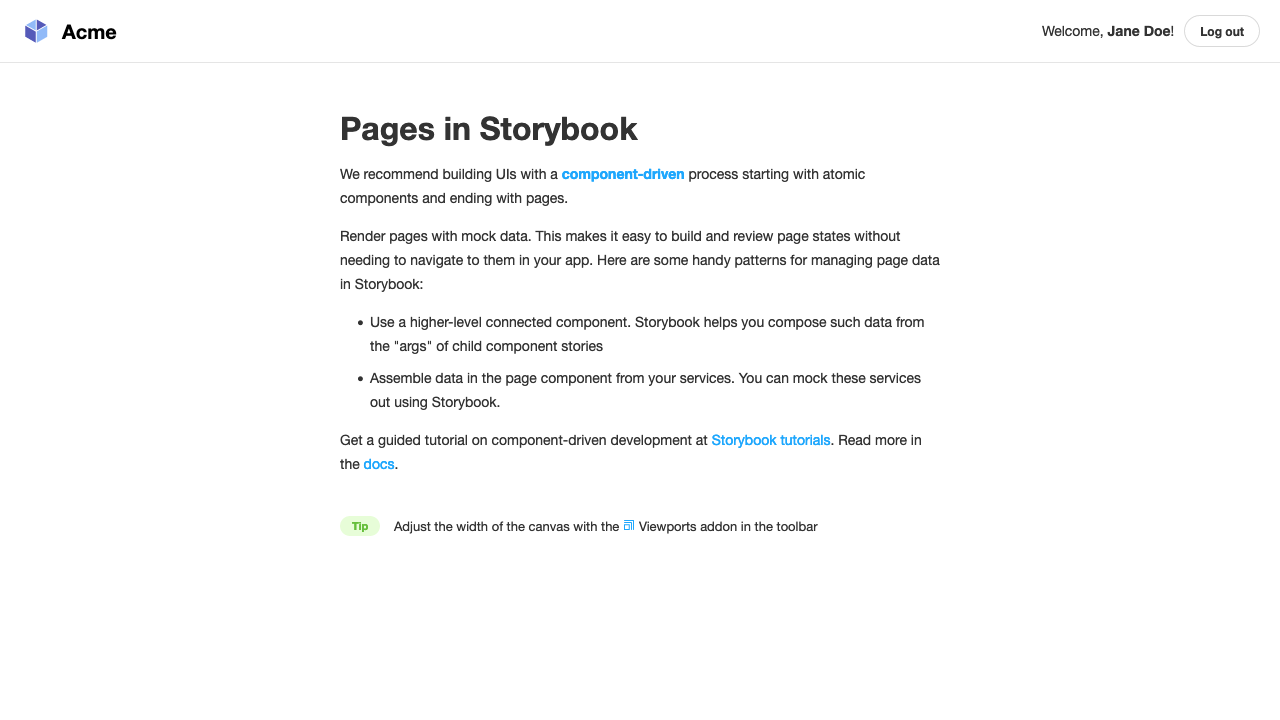 Acme
Welcome, Jane Doe!
Log out
Pages in Storybook
We recommend building UIs with a component-driven process starting with atomic
components and ending with pages.
Render pages with mock data. This makes it easy to build and review page states without
needing to navigate to them in your app. Here are some handy patterns for managing page data
in Storybook:
• Use a higher-level connected component. Storybook helps you compose such data from
the "args" of child component stories
• Assemble data in the page component from your services. You can mock these services
out using Storybook.
Get a guided tutorial on component-driven development at Storybook tutorials. Read more in
the docs.
Tip
Adjust the width of the canvas with the Viewports addon in the toolbar